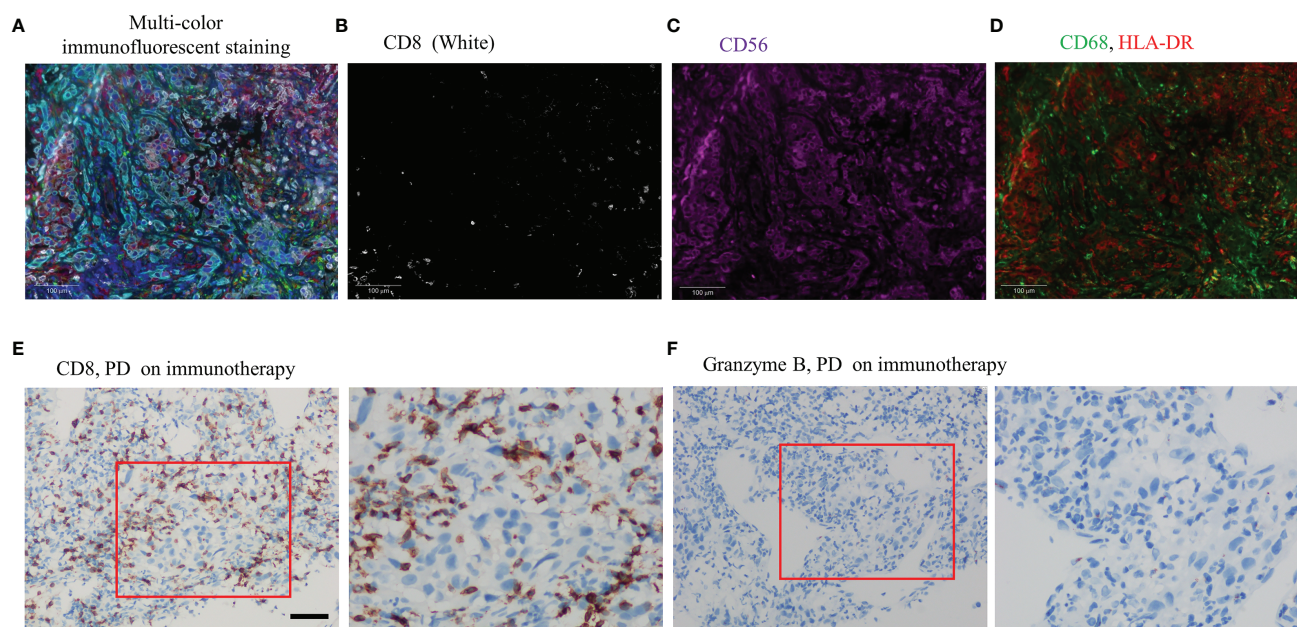 A
Multi-color
immunofluorescent staining
B
CD8 (White)
C
CD56
D
CD68, HLA-DR
100 µm
100 µm
100 µm
100 µm
E
CD8, PD on immunotherapy
F
Granzyme B, PD on immunotherapy